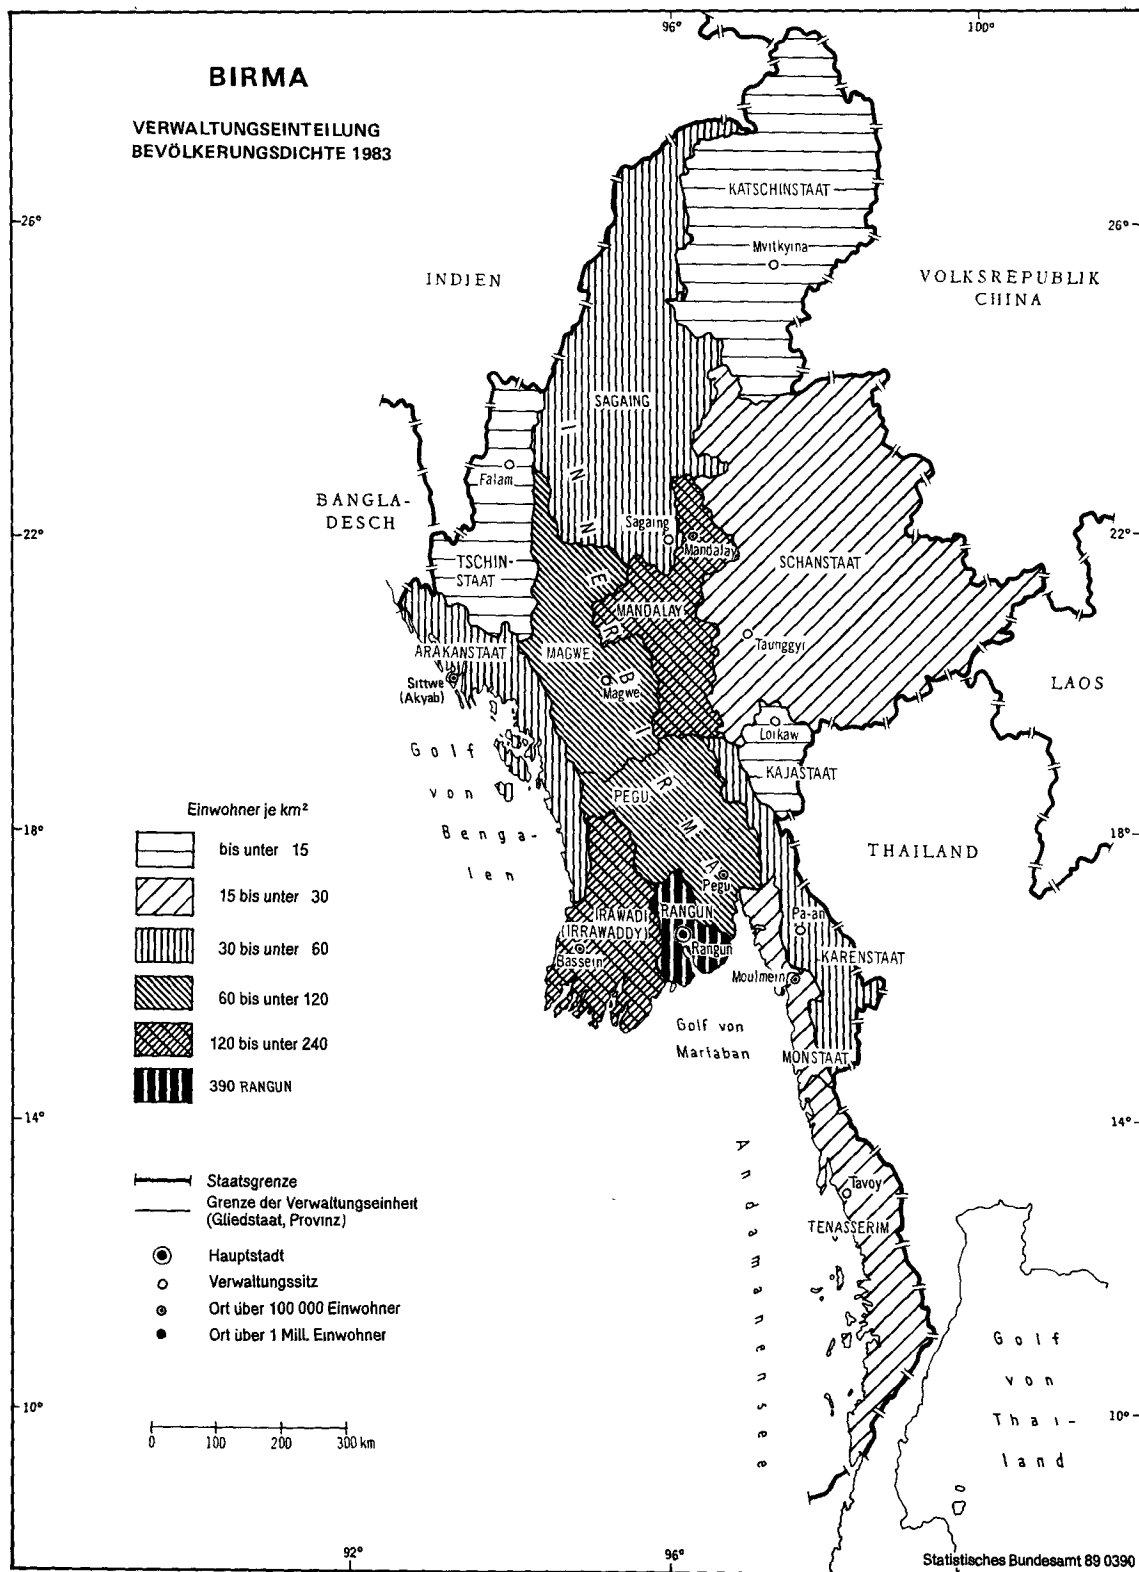 96°
100°
BIRMA
VERWALTUNGSEINTEILUNG
BEVÖLKERUNGSDICHTE 1983
KATSCHINSTAAT
26°
26°
Mvitkyina
INDIEN
VOLKSREPUBLIK
CHINA
SAGAING
Falam
BANGLA-
DESCH
22°
22°
Sagaing
Mandalay
TSCHIN-
STAAT
SCHANSTAAT
MANDALAY
INNERBIRMA
ARAKANSTAAT
MAGWE
Taunggyi
Sittwe
(Akyab)
Magwe
LAOS
Loikaw
KAJASTAAT
Golf
von
Benga-
len
PEGU
18°
18°
THAILAND
Einwohner je km²
bis unter 15
15 bis unter 30
30 bis unter 60
60 bis unter 120
120 bis unter 240
390 RANGUN
Pegu
IRAWADI
(IRRAWADDY)
RANGUN
Pa-an
Bassein
Rangun
KARENSTAAT
Moulmein
Golf von
Martaban
MONSTAAT
14°
14°
Andamanensee
Staatsgrenze
Grenze der Verwaltungseinheit
(Gliedstaat, Provinz)
Hauptstadt
Verwaltungssitz
Ort über 100 000 Einwohner
Ort über 1 Mill. Einwohner
Tavoy
TENASSERIM
Golf
von
Thai-
land
10°
10°
0 100 200 300 km
92°
96°
Statistisches Bundesamt 89 0390